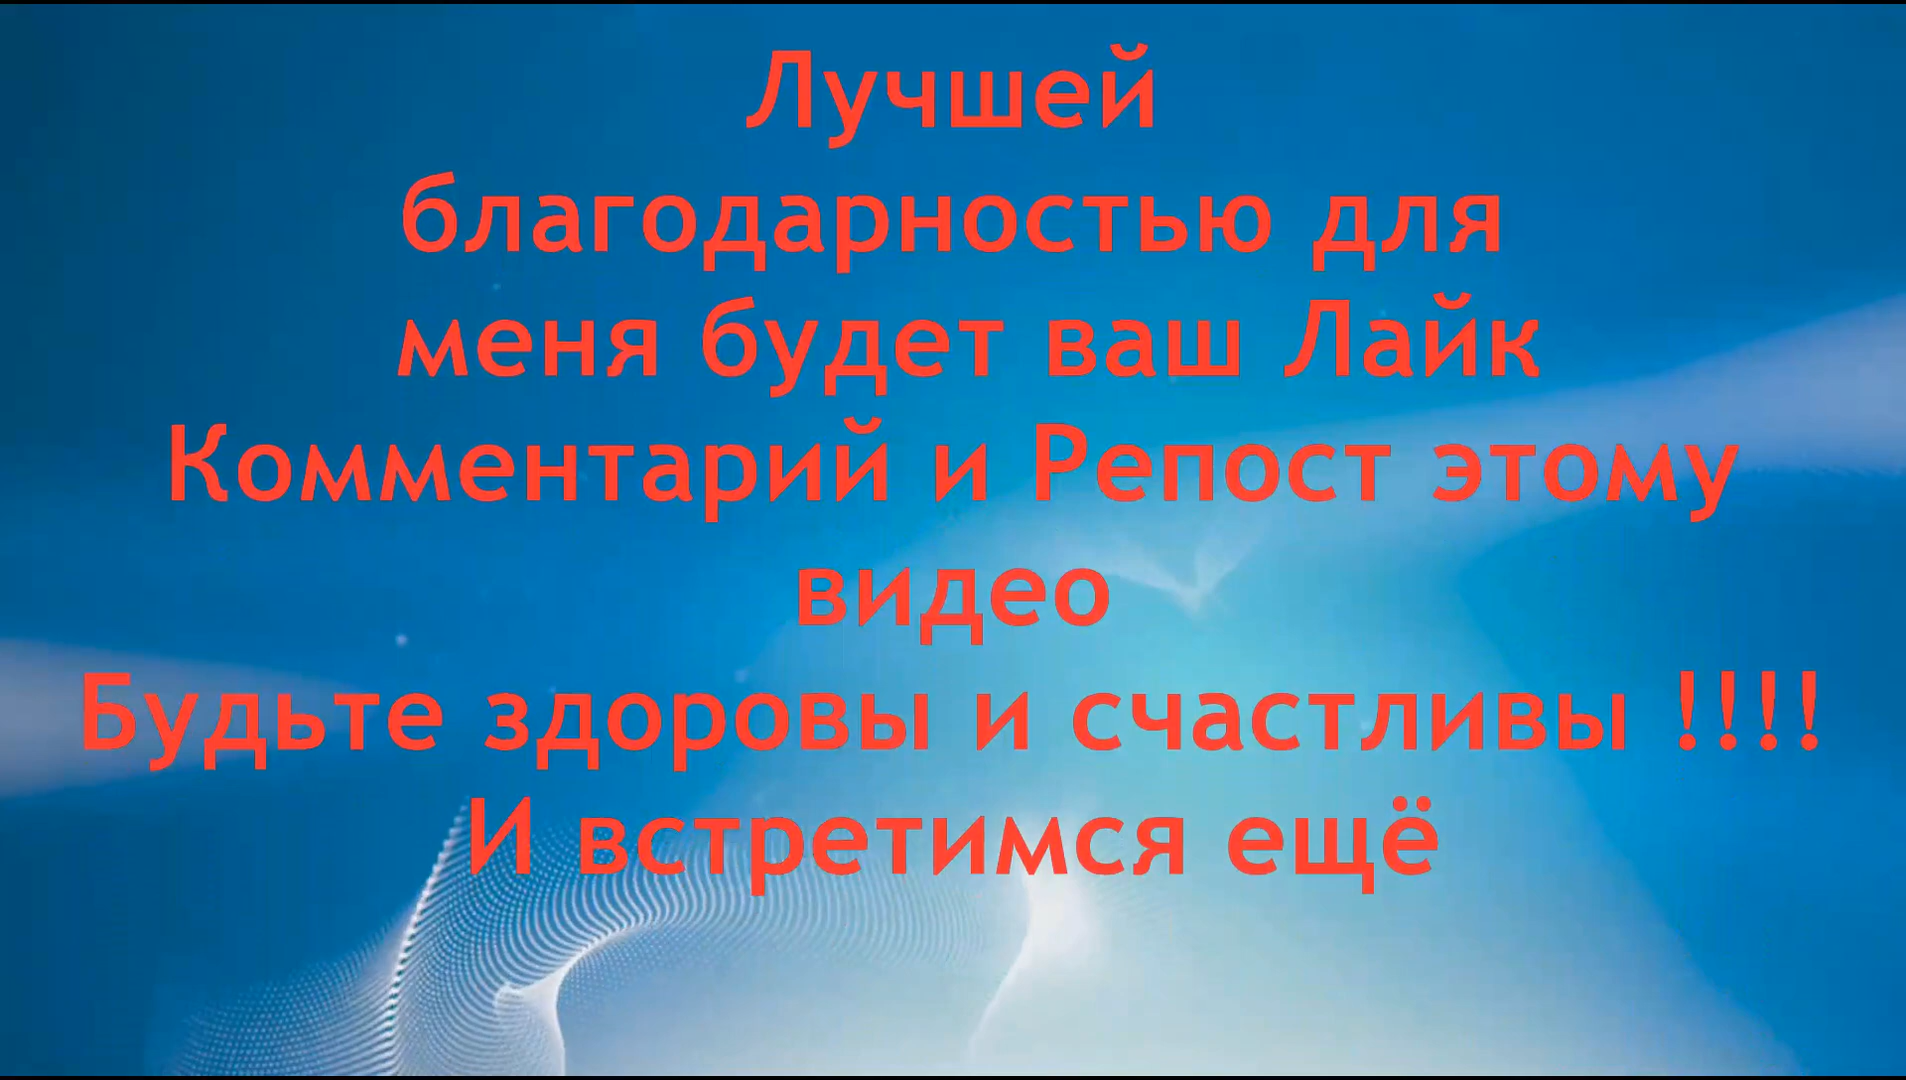 Лучшей
благодарностью для
меня будет ваш Лайк
Комментарий и Репост этому
видео
Будьте здоровы и счастливы !!!!
И встретимся ещё